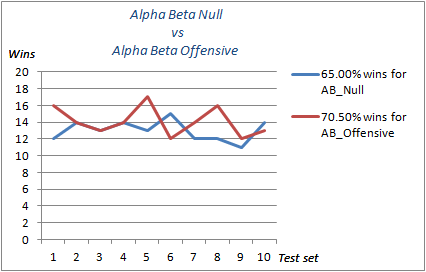 Alpha Beta Null
vs
Alpha Beta Offensive
Wins
20
18
16
14
12
10
8
6
4
2
0
1 2 3 4 5 6 7 8 9 10
Test set
65.00% wins for
AB_Null
70.50% wins for
AB_Offensive